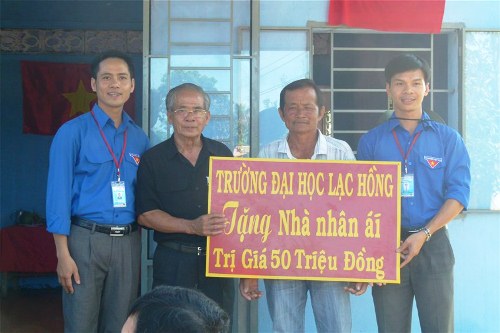 TRƯỜNG ĐẠI HỌC LẠC HỒNG
Tặng Nhà nhân ái
Trị Giá 50 Triệu Đồng